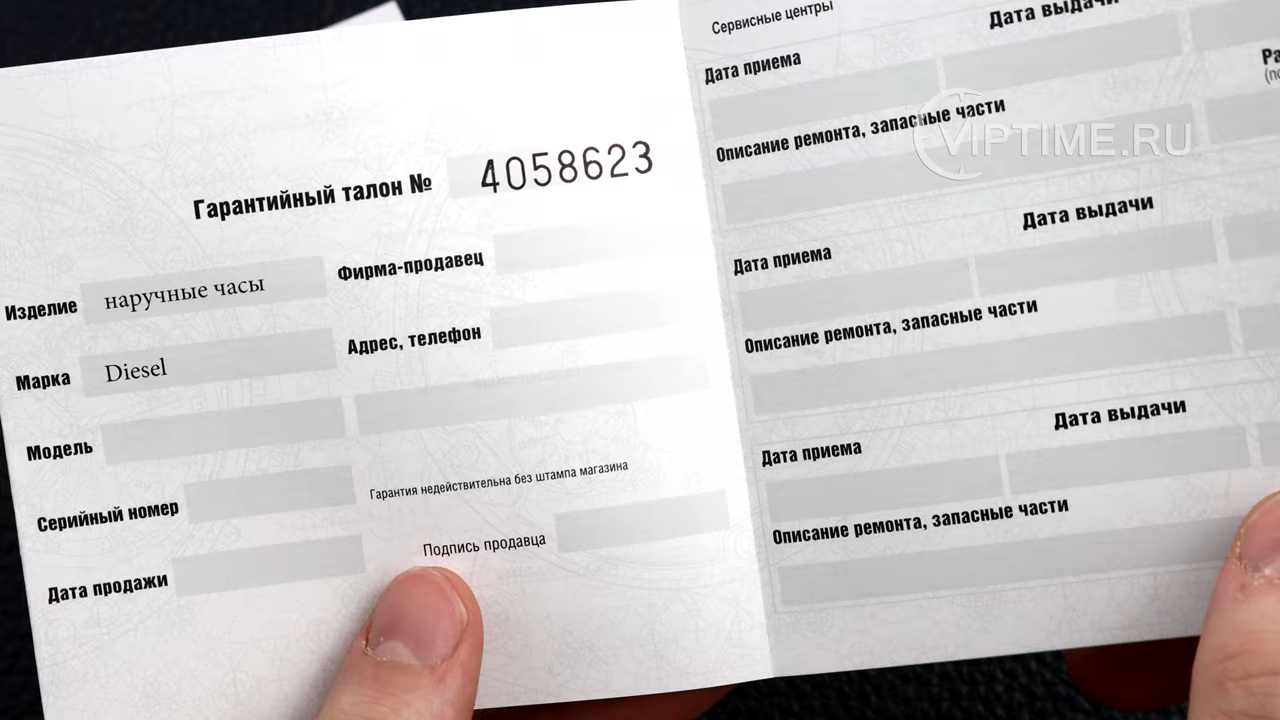 Гарантийный талон № 4058623
Изделие наручные часы
Фирма-продавец
Марка Diesel
Адрес, телефон
Модель
Серийный номер
Гарантия недействительна без штампа магазина
Дата продажи
Подпись продавца
Сервисные центры
Дата выдачи
Дата приема
Описание ремонта, запасные части
Дата выдачи
Дата приема
Описание ремонта, запасные части
Дата выдачи
Дата приема
Описание ремонта, запасные части
VIPTIME.RU